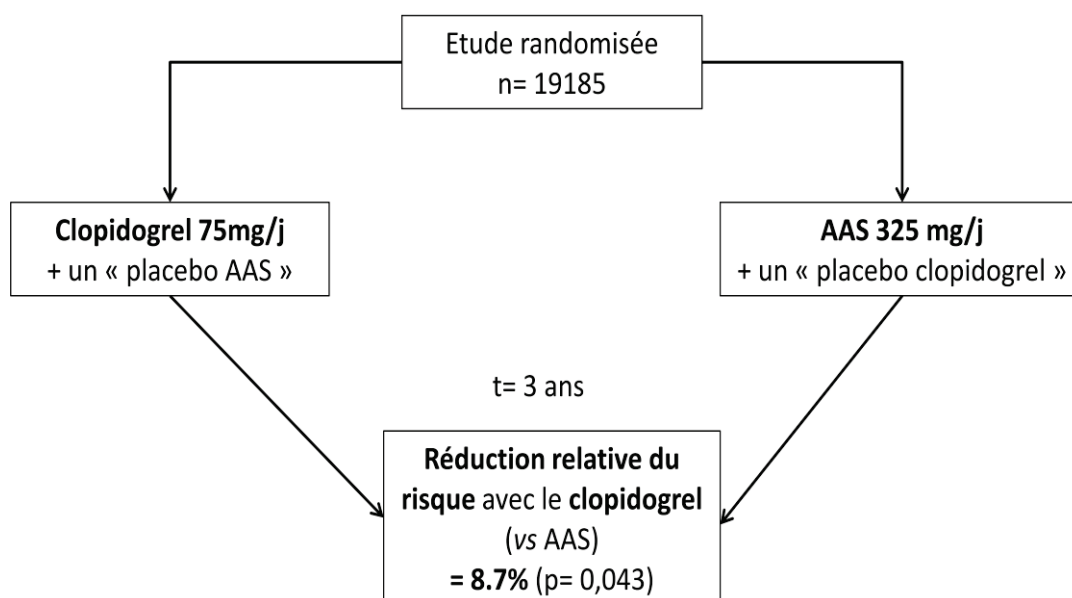 Etude randomisée
n= 19185
Clopidogrel 75mg/j
+ un « placebo AAS »
AAS 325 mg/j
+ un « placebo clopidogrel »
t= 3 ans
Réduction relative du
risque avec le clopidogrel
(vs AAS)
= 8.7% (p= 0,043)